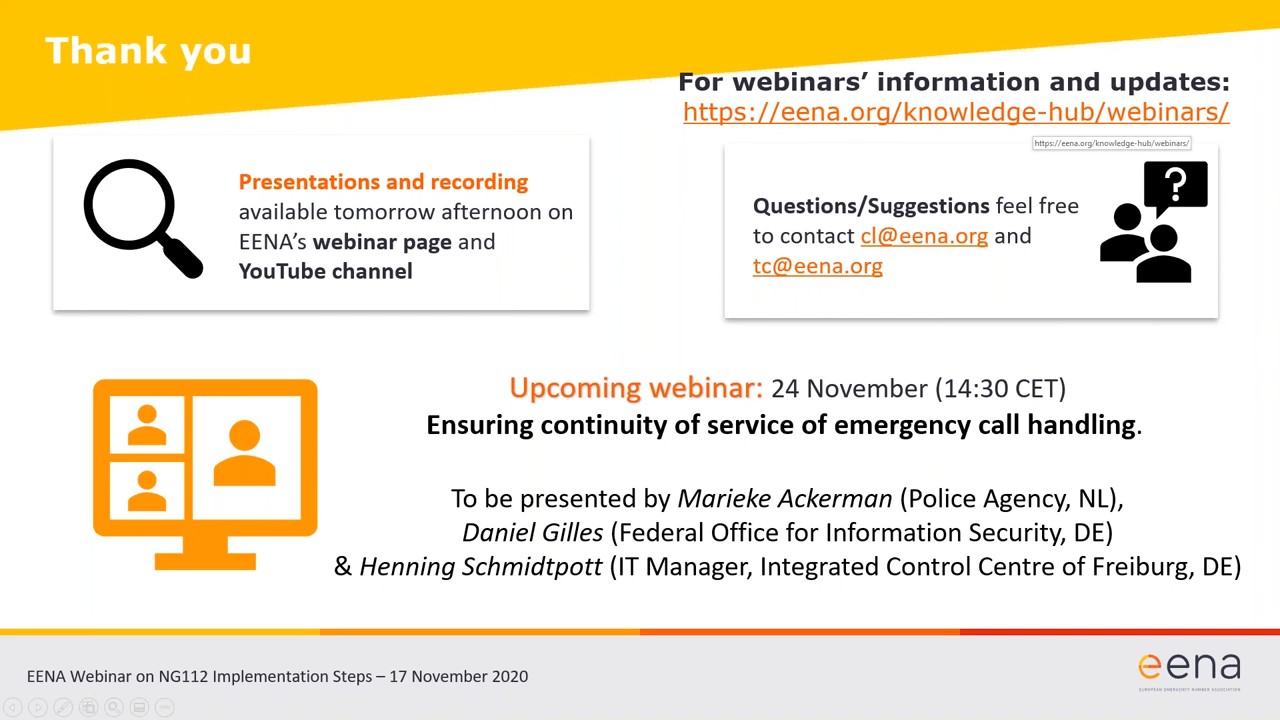 Thank you
For webinars’ information and updates:
https://eena.org/knowledge-hub/webinars/
https://eena.org/knowledge-hub/webinars/
Presentations and recording
available tomorrow afternoon on
EENA’s webinar page and
YouTube channel
?
Questions/Suggestions feel free
to contact cl@eena.org and
tc@eena.org
Upcoming webinar: 24 November (14:30 CET)
Ensuring continuity of service of emergency call handling.
To be presented by Marieke Ackerman (Police Agency, NL),
Daniel Gilles (Federal Office for Information Security, DE)
& Henning Schmidtpott (IT Manager, Integrated Control Centre of Freiburg, DE)
EENA Webinar on NG112 Implementation Steps – 17 November 2020
eena
EUROPEAN EMERGENCY NUMBER ASSOCIATION